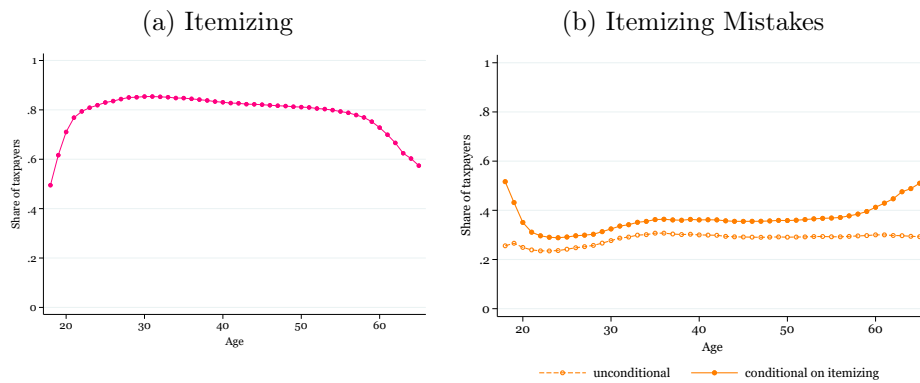 (a) Itemizing
1
.8
.6
.4
.2
0
Share of taxpayers
20 30 40 50 60
Age
(b) Itemizing Mistakes
1
.8
.6
.4
.2
0
Share of taxpayers
20 30 40 50 60
Age
unconditional
conditional on itemizing